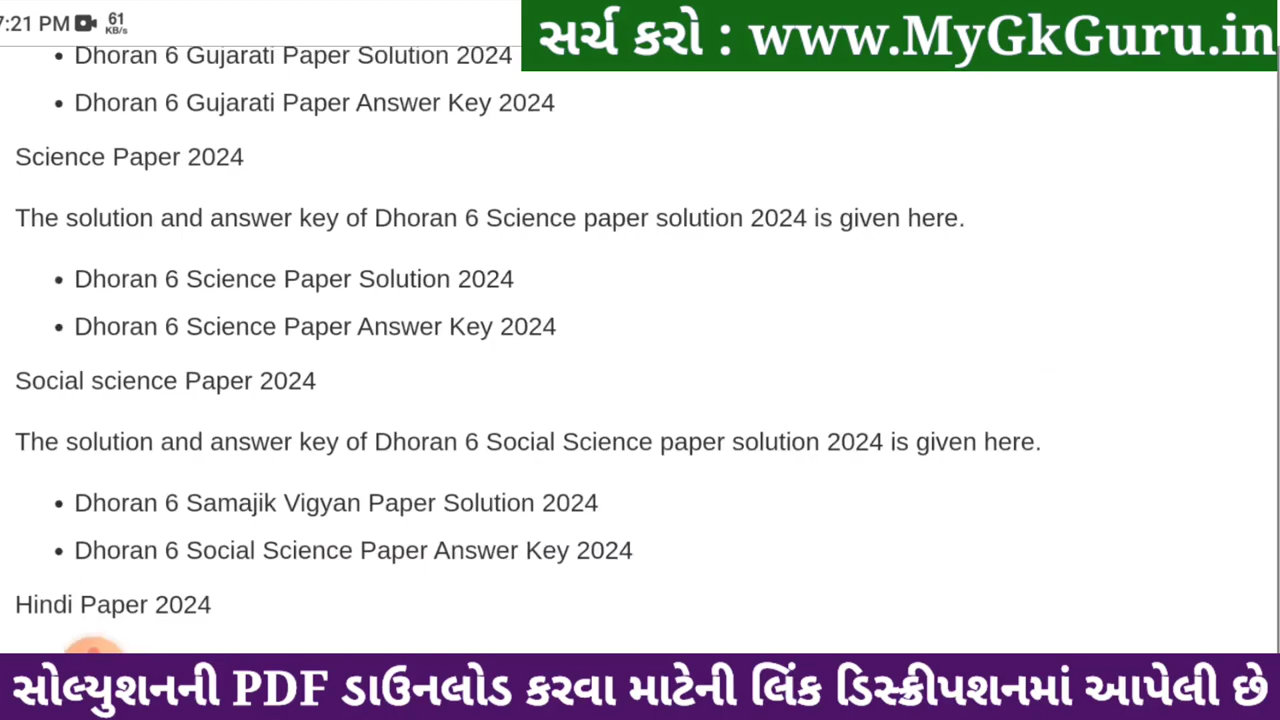 7:21 PM 61 KB/s
સર્ચ કરો : www.MyGkGuru.in
• Dhoran 6 Gujarati Paper Solution 2024
• Dhoran 6 Gujarati Paper Answer Key 2024
Science Paper 2024
The solution and answer key of Dhoran 6 Science paper solution 2024 is given here.
• Dhoran 6 Science Paper Solution 2024
• Dhoran 6 Science Paper Answer Key 2024
Social science Paper 2024
The solution and answer key of Dhoran 6 Social Science paper solution 2024 is given here.
• Dhoran 6 Samajik Vigyan Paper Solution 2024
• Dhoran 6 Social Science Paper Answer Key 2024
Hindi Paper 2024
સોલ્યુશનની PDF ડાઉનલોડ કરવા માટેની લિંક ડિસ્ક્રીપશનમાં આપેલી છે